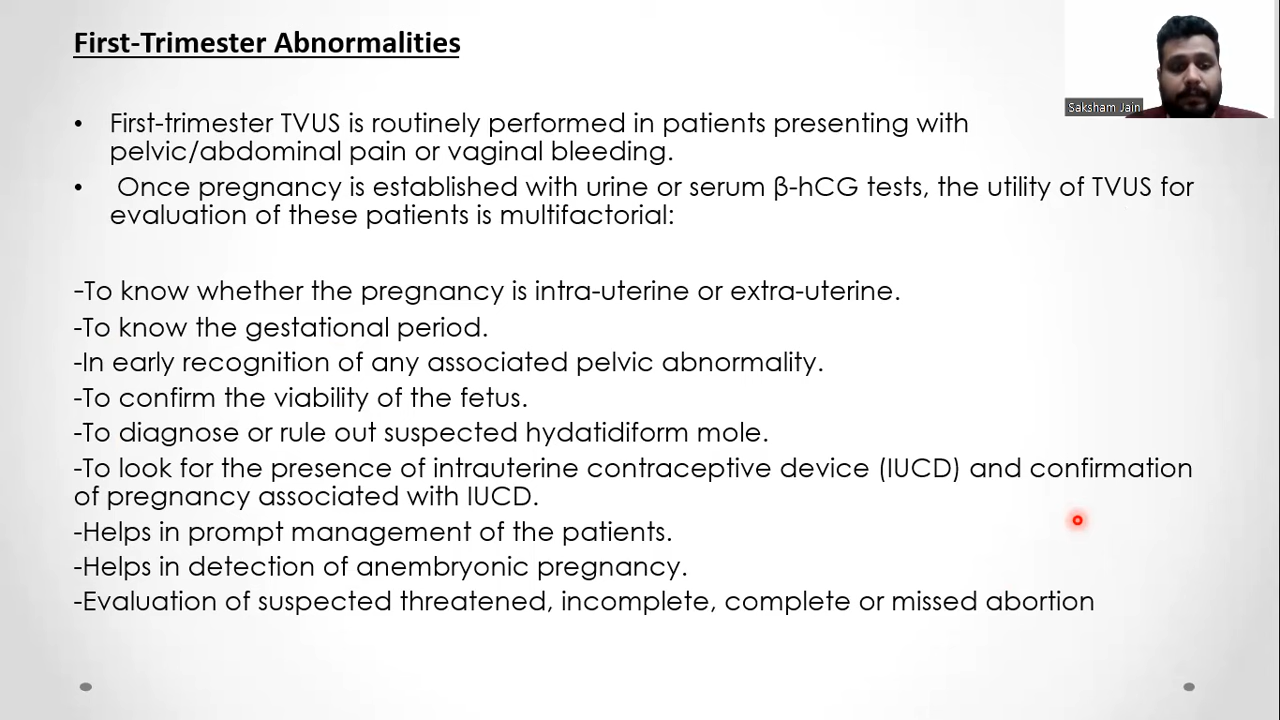 First-Trimester Abnormalities
Saksham Jain
• First-trimester TVUS is routinely performed in patients presenting with
pelvic/abdominal pain or vaginal bleeding.
• Once pregnancy is established with urine or serum β-hCG tests, the utility of TVUS for
evaluation of these patients is multifactorial:
-To know whether the pregnancy is intra-uterine or extra-uterine.
-To know the gestational period.
-In early recognition of any associated pelvic abnormality.
-To confirm the viability of the fetus.
-To diagnose or rule out suspected hydatidiform mole.
-To look for the presence of intrauterine contraceptive device (IUCD) and confirmation
of pregnancy associated with IUCD.
-Helps in prompt management of the patients.
-Helps in detection of anembryonic pregnancy.
-Evaluation of suspected threatened, incomplete, complete or missed abortion